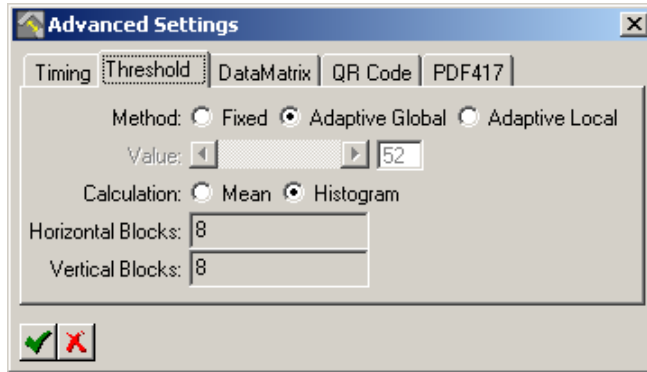 Advanced Settings
Timing Threshold DataMatrix QR Code PDF417
Method: Fixed Adaptive Global Adaptive Local
Value: 52
Calculation: Mean Histogram
Horizontal Blocks: 8
Vertical Blocks: 8